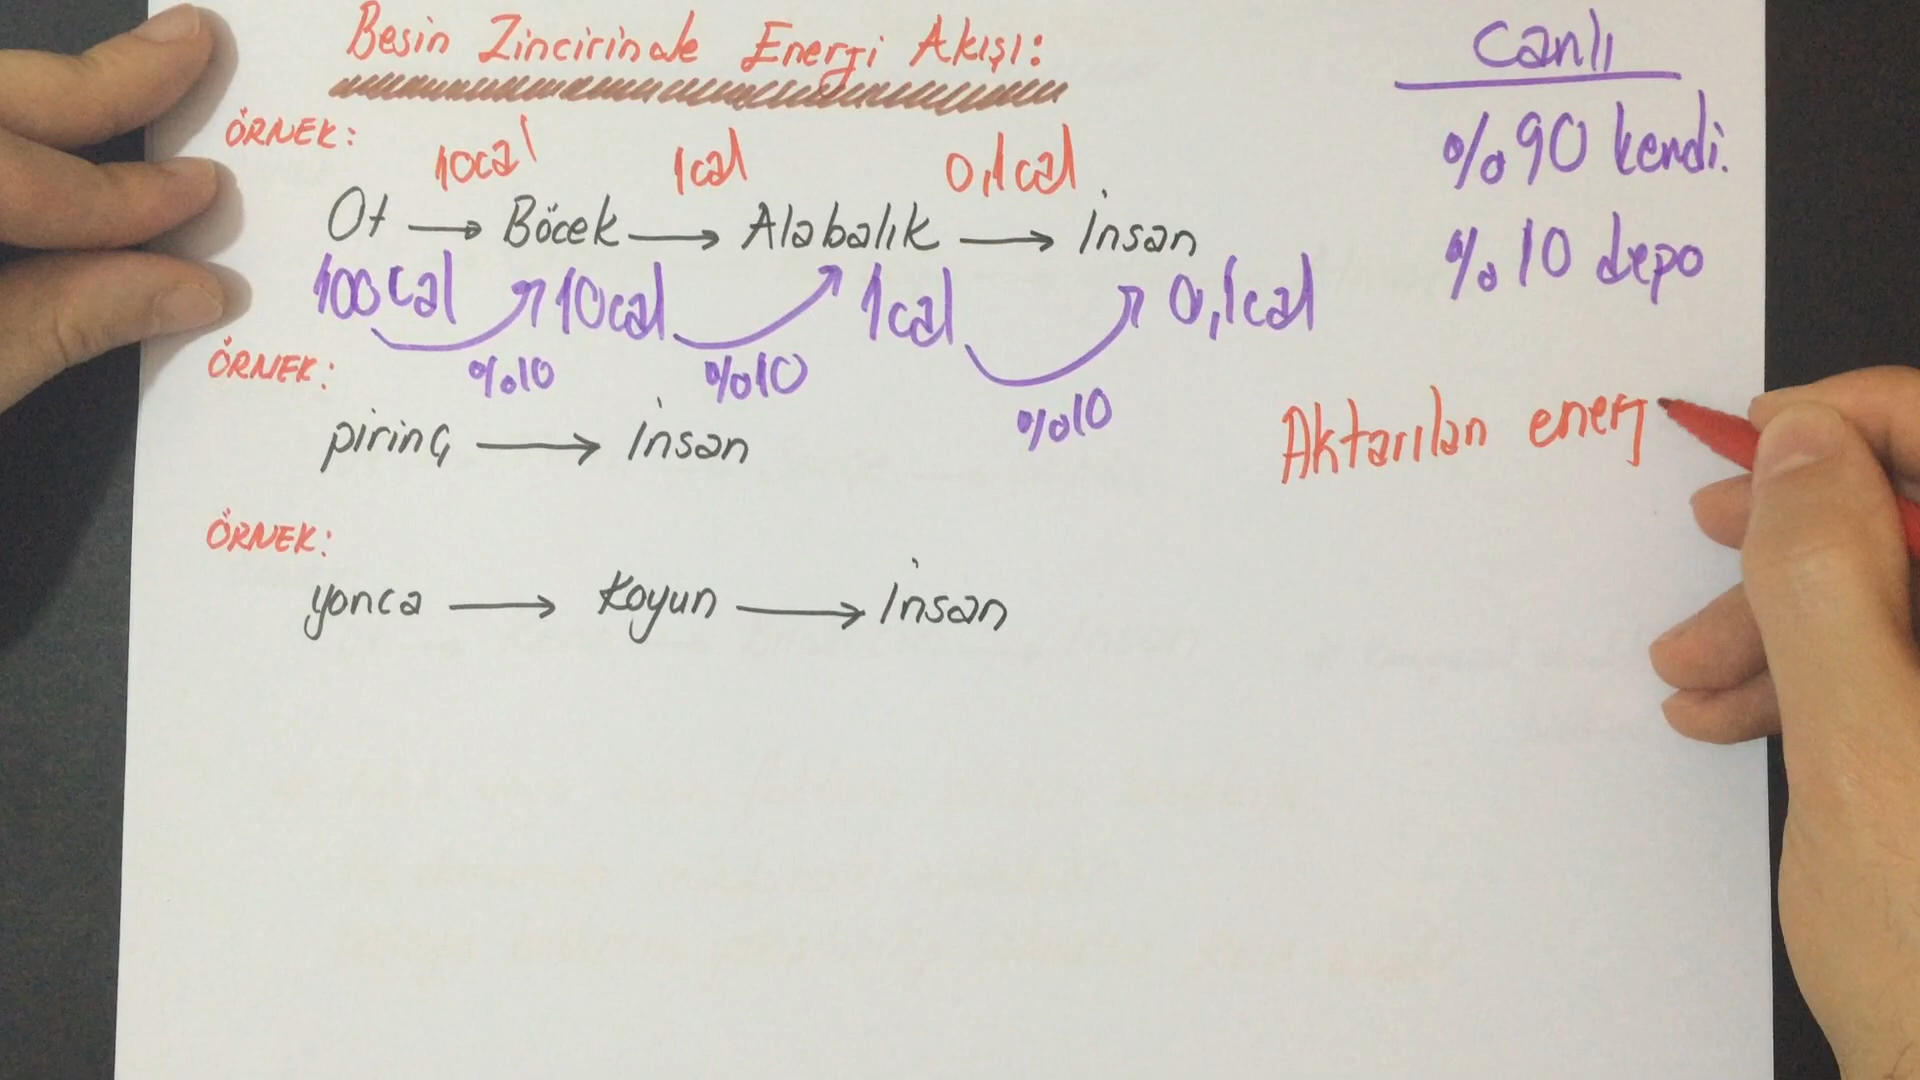 Besin Zincirinde Enerji Akışı:
Canlı
%90 kendi.
%10 depo
ÖRNEK:
10cal 1cal 0,1cal
Ot → Böcek → Alabalık → İnsan
100cal 10cal 1cal 0,1cal
%10 %10 %10
ÖRNEK:
pirinç → İnsan
Aktarılan enerj
ÖRNEK:
yonca → Koyun → İnsan